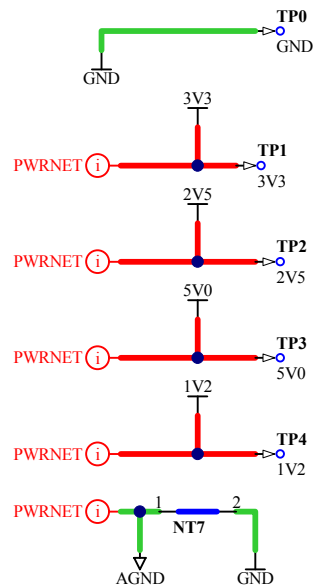 TP0
GND
GND
3V3
TP1
PWRNET i
3V3
2V5
TP2
PWRNET i
2V5
5V0
TP3
PWRNET i
5V0
1V2
TP4
PWRNET i
1V2
PWRNET i 1 2
NT7
AGND GND